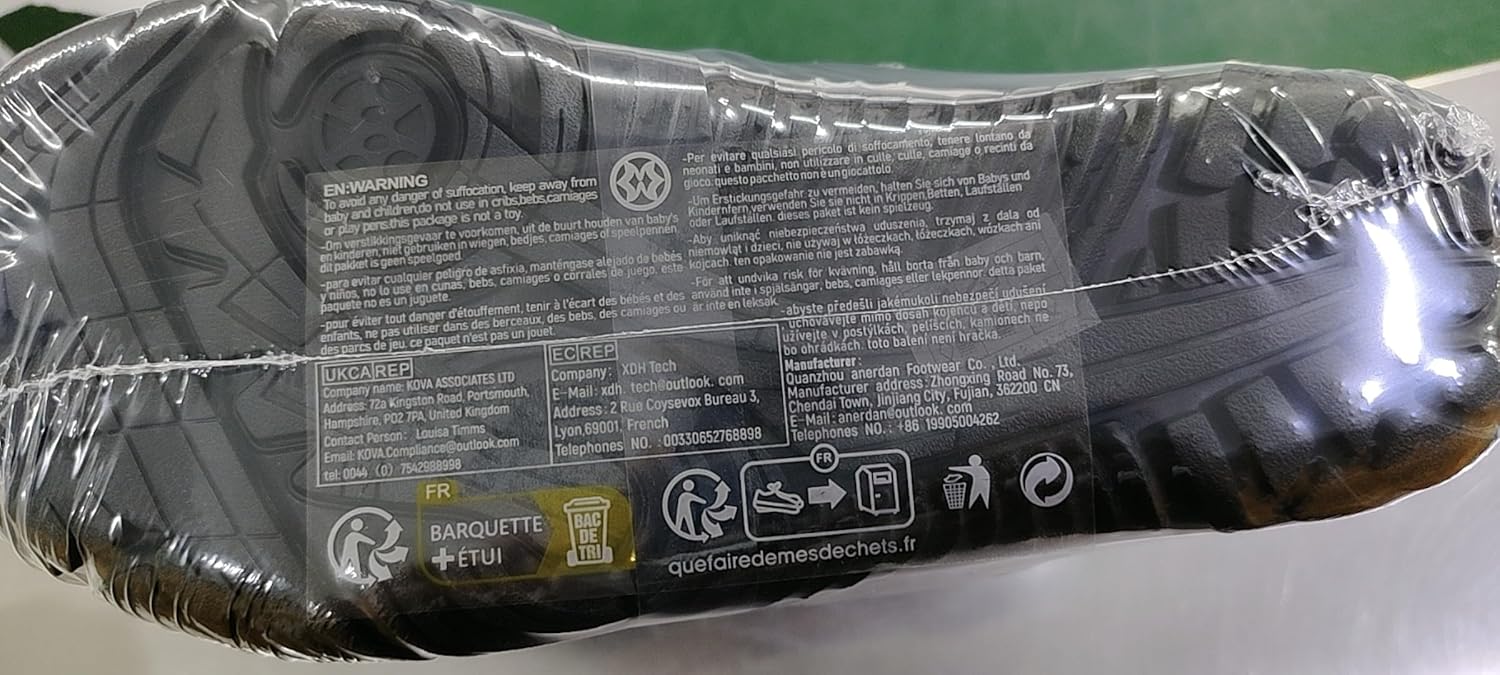 EN:WARNING
To avoid any danger of suffocation, keep away from
baby and children,do not use in cribs,bebs,camiages
or play pens.this package is not a toy.
-Om verstikkingsgevaar te voorkomen, uit de buurt houden van baby's
en kinderen, niet gebruiken in wiegen, bedjes, camiages of speelpennen
dit pakket is geen speelgoed.
-para evitar cualquier peligro de asfixia, manténgase alejado de bebés
y niños, no lo use en cunas, bebs, camiages o corrales de juego, este
paquete no es un juguete.
-pour éviter tout danger d'étouffement, tenir à l'écart des bébés et des
enfants, ne pas utiliser dans des berceaux, des bebs, des camiages ou
des parcs de jeu. ce paquet n'est pas un jouet.
-Per evitare qualsiasi pericolo di soffocamento, tenere lontano da
neonati e bambini, non utilizzare in culle, culle, camiage o recinti da
gioco. questo pacchetto non è un giocattolo.
-Um Erstickungsgefahr zu vermeiden, halten Sie sich von Babys und
Kindernfern verwenden Sie sie nicht in Krippen,Betten, Laufställen
oder Laufställen. dieses paket ist kein spielzeug.
-Aby uniknąć niebezpieczeństwa uduszenia, trzymaj z dala od
niemowląt i dzieci, nie używaj w łóżeczkach, łóżeczkach, wózkach ani
kojcach. ten opakowanie nie jest zabawką.
-För att undvika risk för kvävning, håll borta från baby och barn,
använd inte i spjälsängar, bebs, camiages eller lekpennor. detta paket
är inte en leksak.
-abyste předešli jakémukoli nebezpečí udušení
uchovávejte mimo dosah kojenců a dětí, nepo
užívejte v postýlkách, pelíšcích, kamionech ne
bo ohrádkách. toto balení není hračka.
UKCA REP
Company name: KOVA ASSOCIATES LTD
Address: 72a Kingston Road, Portsmouth,
Hampshire, PO2 7PA, United Kingdom
Contact Person: Louisa Timms
Email: KOVA.Compliance@outlook.com
tel: 0044 (0) 7542988998
EC REP
Company: XDH Tech
E-Mail: xdh. tech@outlook. com
Address: 2 Rue Coysevox Bureau 3,
Lyon,69001, French
Telephones NO. : 00330652768898
Manufacturer:
Quanzhou anerdan Footwear Co., Ltd.
Manufacturer address: Zhongxing Road No. 73,
Chendai Town, Jinjiang City, Fujian, 362200 CN
E-Mail: anerdan@outlook. com
Telephones NO. : +86 19905004262
FR
BARQUETTE
+ÉTUI
BAC
DE
TRI
FR
quefairedemesdechets.fr